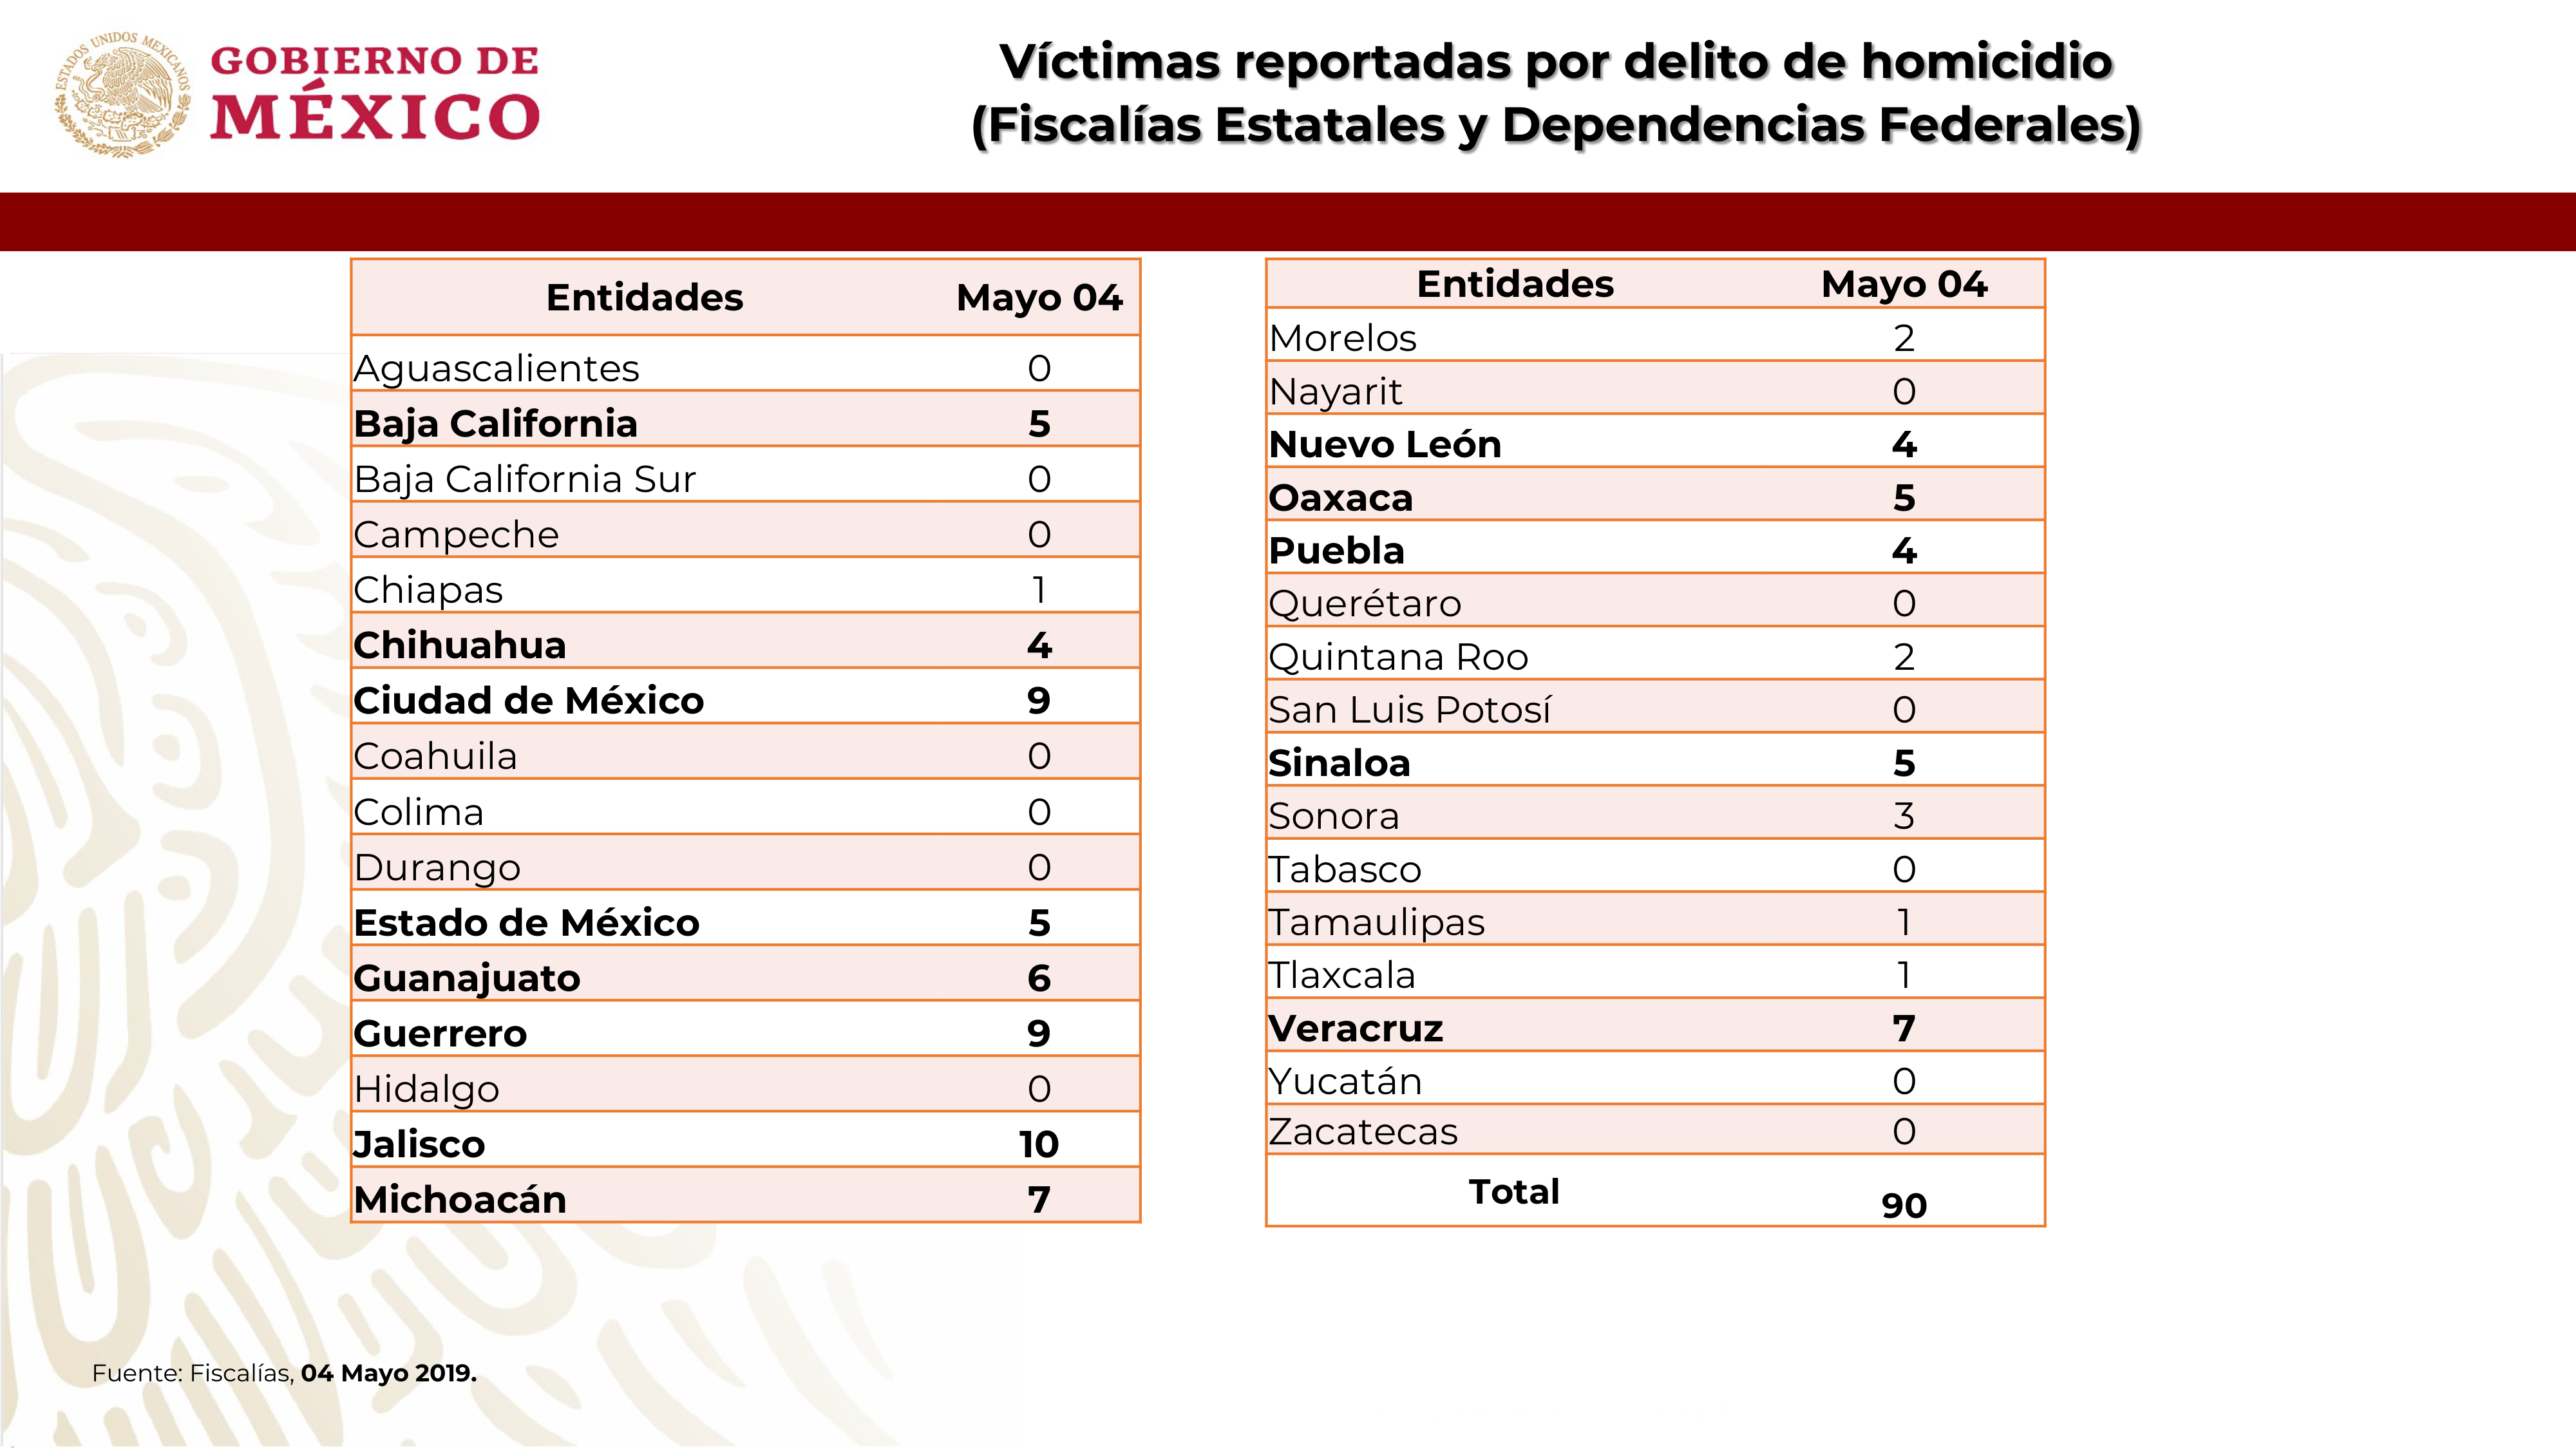 ESTADOS UNIDOS MEXICANOS
GOBIERNO DE
MÉXICO
Víctimas reportadas por delito de homicidio
(Fiscalías Estatales y Dependencias Federales)
Entidades Mayo 04
Aguascalientes 0
Baja California 5
Baja California Sur 0
Campeche 0
Chiapas 1
Chihuahua 4
Ciudad de México 9
Coahuila 0
Colima 0
Durango 0
Estado de México 5
Guanajuato 6
Guerrero 9
Hidalgo 0
Jalisco 10
Michoacán 7
Entidades Mayo 04
Morelos 2
Nayarit 0
Nuevo León 4
Oaxaca 5
Puebla 4
Querétaro 0
Quintana Roo 2
San Luis Potosí 0
Sinaloa 5
Sonora 3
Tabasco 0
Tamaulipas 1
Tlaxcala 1
Veracruz 7
Yucatán 0
Zacatecas 0
Total 90
Fuente: Fiscalías, 04 Mayo 2019.